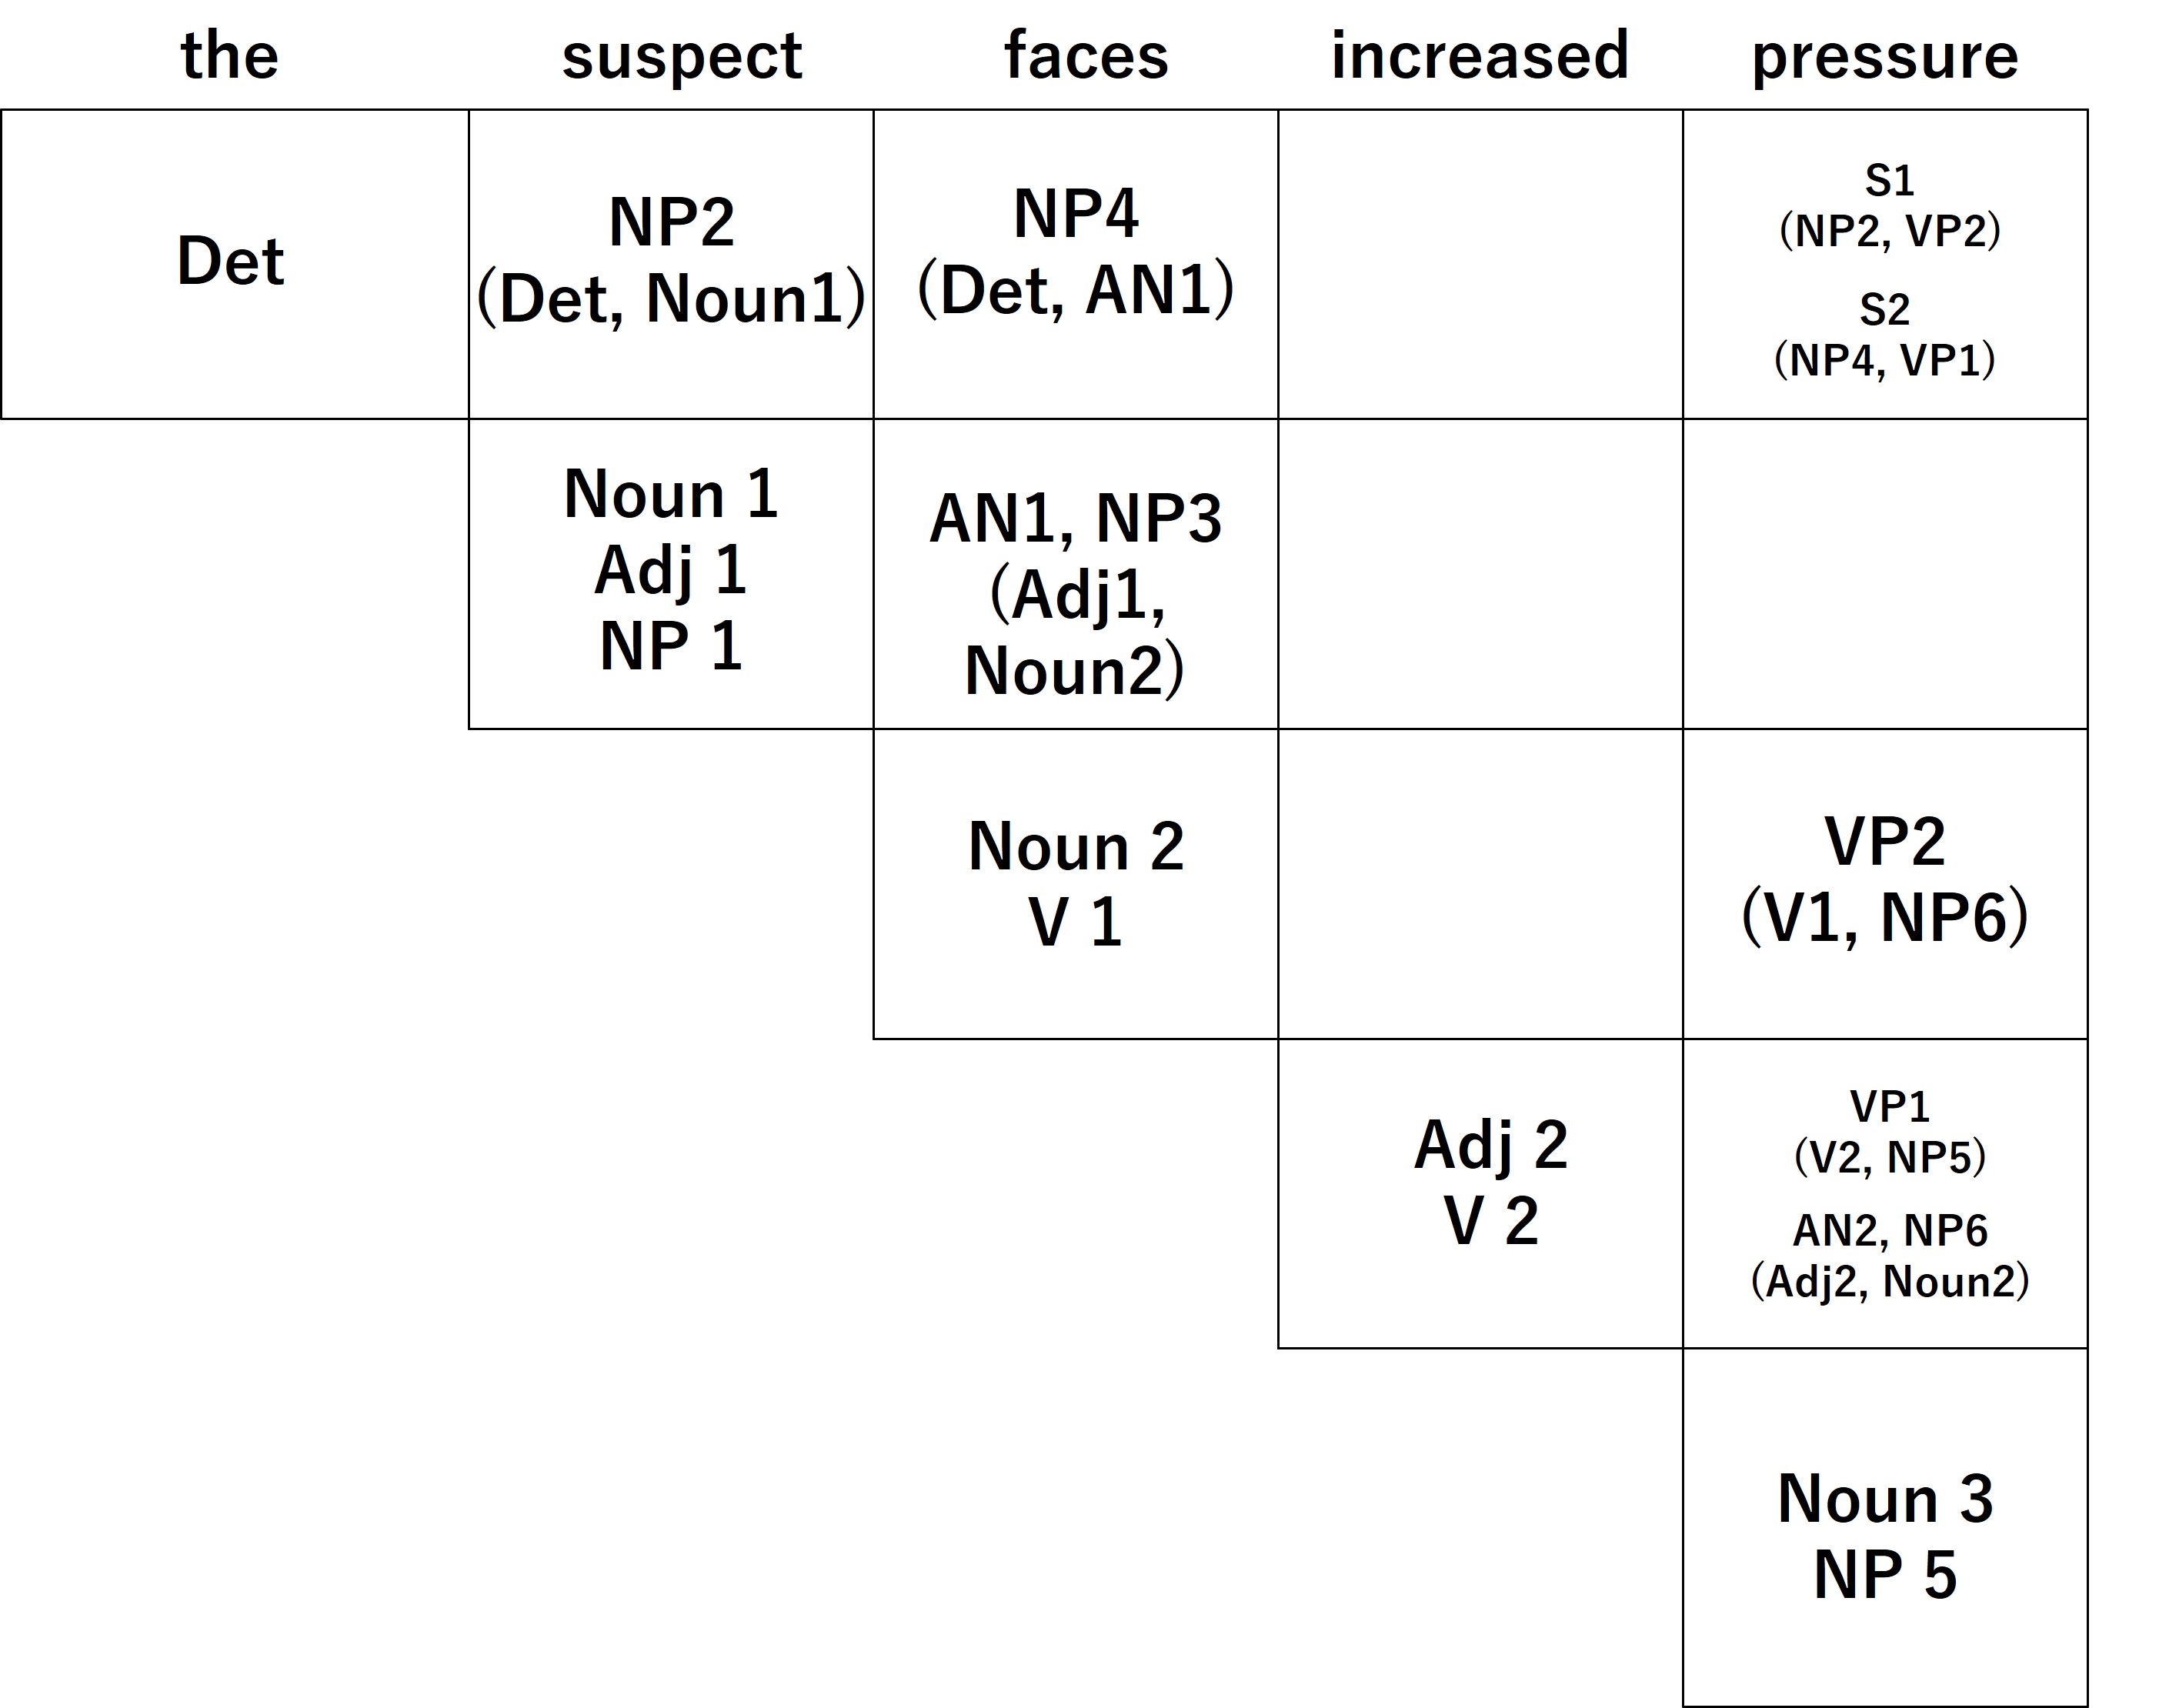 the suspect faces increased pressure
Det
NP2
(Det, Noun1)
NP4
(Det, AN1)
S1
(NP2, VP2)
S2
(NP4, VP1)
Noun 1
Adj 1
NP 1
AN1, NP3
(Adj1,
Noun2)
Noun 2
V 1
VP2
(V1, NP6)
Adj 2
V 2
VP1
(V2, NP5)
AN2, NP6
(Adj2, Noun2)
Noun 3
NP 5